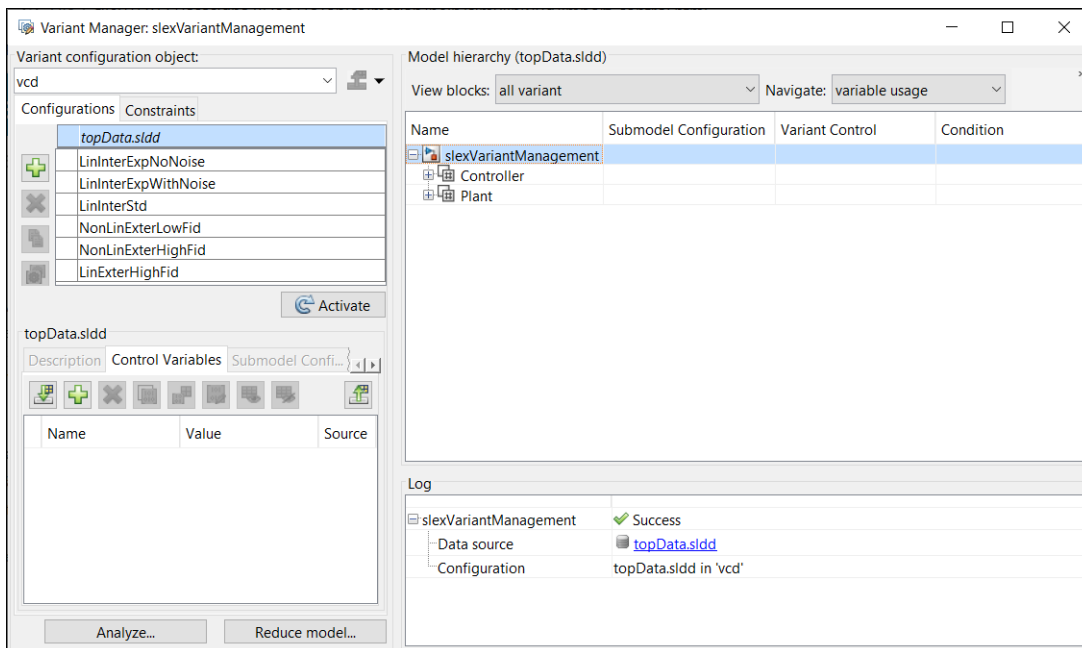 Variant Manager: slexVariantManagement
Variant configuration object:
vcd
Configurations Constraints
topData.sldd
LinInterExpNoNoise
LinInterExpWithNoise
LinInterStd
NonLinExterLowFid
NonLinExterHighFid
LinExterHighFid
Activate
topData.sldd
Description Control Variables Submodel Confi...
Name Value Source
Analyze... Reduce model...
Model hierarchy (topData.sldd)
View blocks: all variant Navigate: variable usage
Name Submodel Configuration Variant Control Condition
slexVariantManagement
Controller
Plant
Log
slexVariantManagement Success
Data source topData.sldd
Configuration topData.sldd in 'vcd'